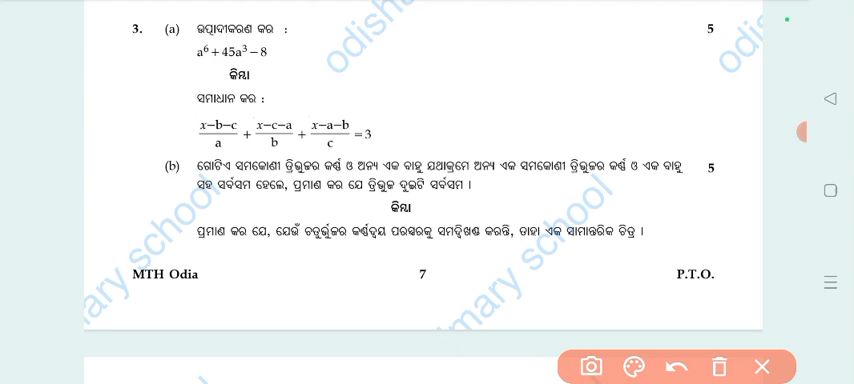 3. (a) ଉତ୍ପାଦକୀକରଣ କର : 5
a⁶ + 45a³ – 8
କିମ୍ବା
ସମାଧାନ କର :
(x–b–c)/a + (x–c–a)/b + (x–a–b)/c = 3
(b) ଗୋଟିଏ ସମକୋଣୀ ତ୍ରିଭୁଜର କର୍ଣ୍ଣ ଓ ଅନ୍ୟ ଏକ ବାହୁ ଯଥାକ୍ରମେ ଅନ୍ୟ ଏକ ସମକୋଣୀ ତ୍ରିଭୁଜର କର୍ଣ୍ଣ ଓ ଏକ ବାହୁ 5
ସହ ସର୍ବସମ ହେଲେ, ପ୍ରମାଣ କର ଯେ ତ୍ରିଭୁଜ ଦୁଇଟି ସର୍ବସମ ।
କିମ୍ବା
ପ୍ରମାଣ କର ଯେ, ଯେଉଁ ଚତୁର୍ଭୁଜର କର୍ଣ୍ଣଦ୍ୱୟ ପରସ୍ପରକୁ ସମଦ୍ୱିଖଣ୍ଡ କରନ୍ତି, ତାହା ଏକ ସାମାନ୍ତରିକ ଚିତ୍ର ।
MTH Odia 7 P.T.O.